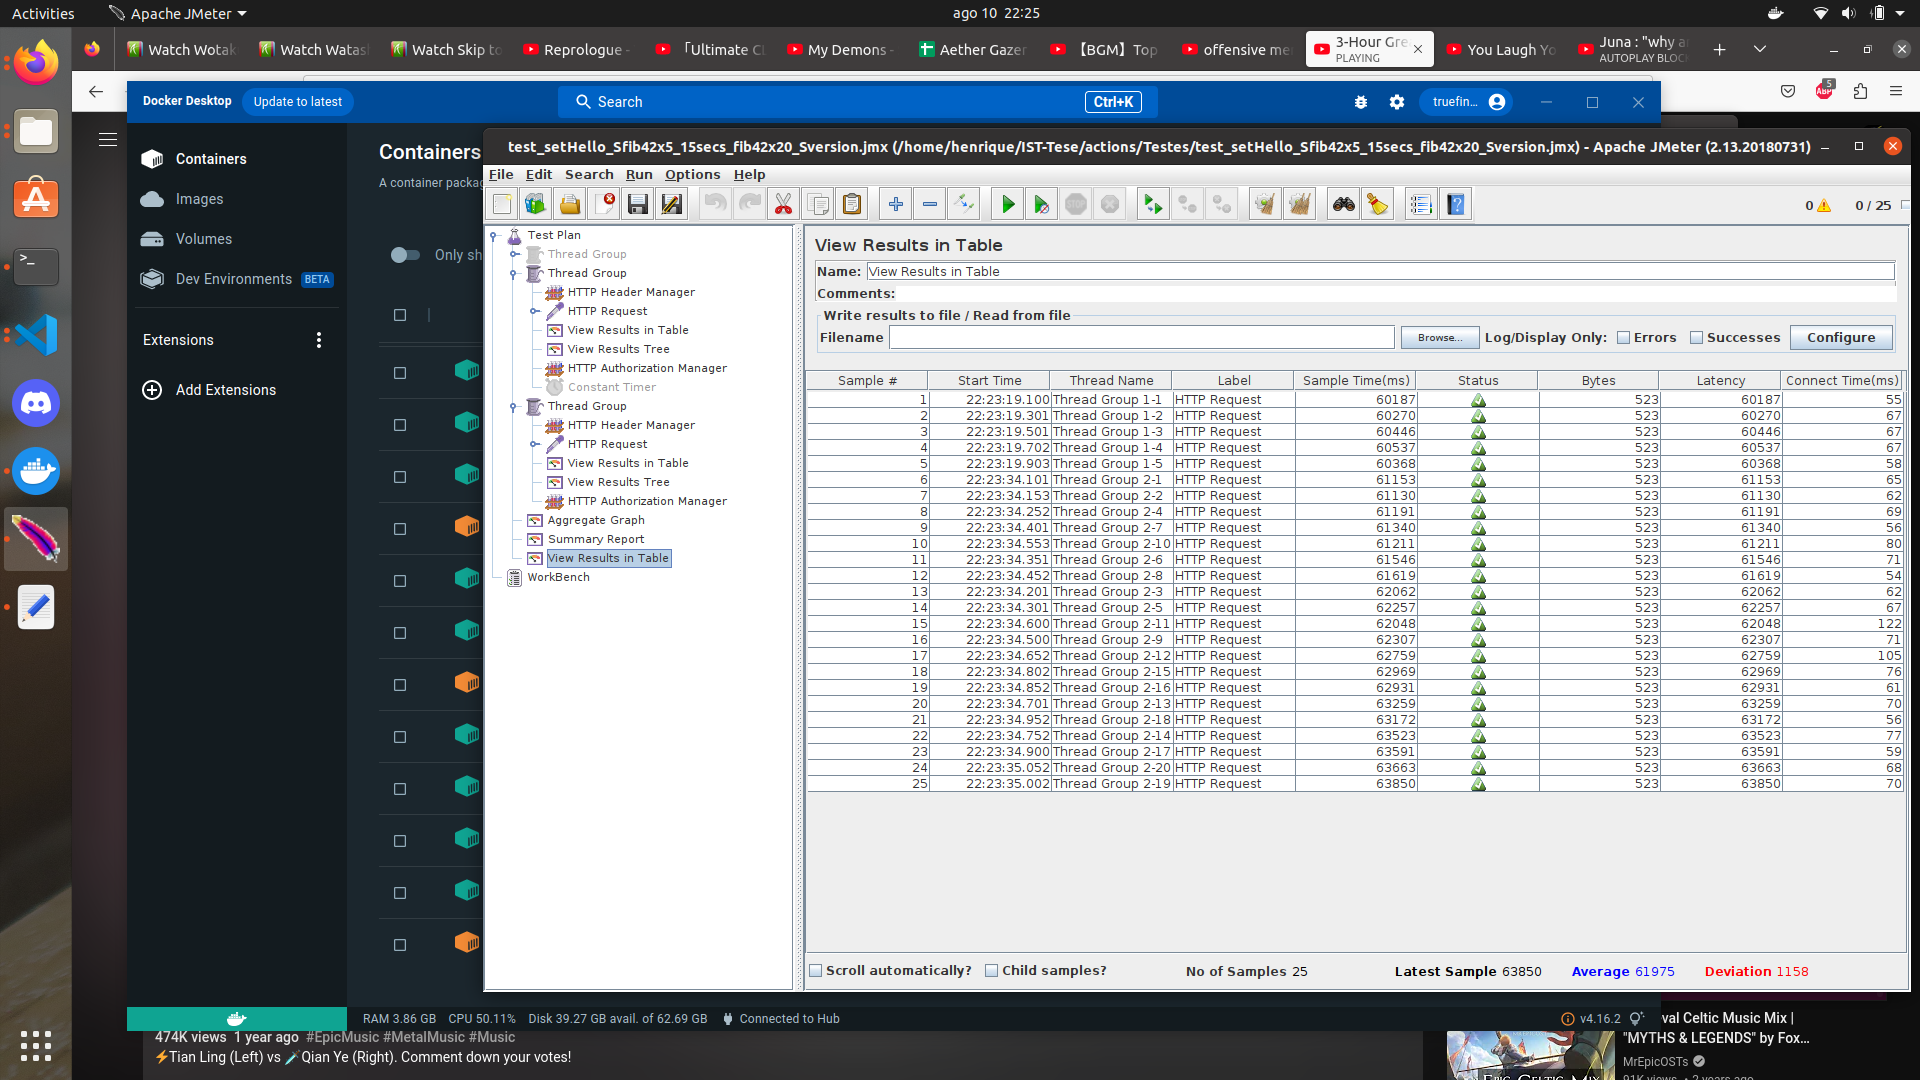 Activities
Apache JMeter
ago 10 22:25
Watch Wotak
Watch Watash
Watch Skip to
Reprologue -
「Ultimate Cl
My Demons -
Aether Gazer
【BGM】Top
offensive me
3-Hour Gre
PLAYING
You Laugh Yo
Juna : "why a
AUTOPLAY BLOC
ABP
5
Docker Desktop
Update to latest
Search
Ctrl+K
truefin...
Containers
Images
Volumes
Dev Environments
BETA
Extensions
Add Extensions
Containers
A container packag
Only sh
test_setHello_Sfib42x5_15secs_fib42x20_Sversion.jmx (/home/henrique/IST-Tese/actions/Testes/test_setHello_Sfib42x5_15secs_fib42x20_Sversion.jmx) - Apache JMeter (2.13.20180731)
File Edit Search Run Options Help
STOP
0
0 / 25
Test Plan
Thread Group
Thread Group
HTTP Header Manager
HTTP Request
View Results in Table
View Results Tree
HTTP Authorization Manager
Constant Timer
Thread Group
HTTP Header Manager
HTTP Request
View Results in Table
View Results Tree
HTTP Authorization Manager
Aggregate Graph
Summary Report
View Results in Table
WorkBench
View Results in Table
Name: View Results in Table
Comments:
Write results to file / Read from file
Filename Browse... Log/Display Only: Errors Successes Configure
Sample # Start Time Thread Name Label Sample Time(ms) Status Bytes Latency Connect Time(ms)
1 22:23:19.100 Thread Group 1-1 HTTP Request 60187 523 60187 55
2 22:23:19.301 Thread Group 1-2 HTTP Request 60270 523 60270 67
3 22:23:19.501 Thread Group 1-3 HTTP Request 60446 523 60446 67
4 22:23:19.702 Thread Group 1-4 HTTP Request 60537 523 60537 67
5 22:23:19.903 Thread Group 1-5 HTTP Request 60368 523 60368 58
6 22:23:34.101 Thread Group 2-1 HTTP Request 61153 523 61153 65
7 22:23:34.153 Thread Group 2-2 HTTP Request 61130 523 61130 62
8 22:23:34.252 Thread Group 2-4 HTTP Request 61191 523 61191 69
9 22:23:34.401 Thread Group 2-7 HTTP Request 61340 523 61340 56
10 22:23:34.553 Thread Group 2-10 HTTP Request 61211 523 61211 80
11 22:23:34.351 Thread Group 2-6 HTTP Request 61546 523 61546 71
12 22:23:34.452 Thread Group 2-8 HTTP Request 61619 523 61619 54
13 22:23:34.201 Thread Group 2-3 HTTP Request 62062 523 62062 62
14 22:23:34.301 Thread Group 2-5 HTTP Request 62257 523 62257 67
15 22:23:34.600 Thread Group 2-11 HTTP Request 62048 523 62048 122
16 22:23:34.500 Thread Group 2-9 HTTP Request 62307 523 62307 71
17 22:23:34.652 Thread Group 2-12 HTTP Request 62759 523 62759 105
18 22:23:34.802 Thread Group 2-15 HTTP Request 62969 523 62969 76
19 22:23:34.852 Thread Group 2-16 HTTP Request 62931 523 62931 61
20 22:23:34.701 Thread Group 2-13 HTTP Request 63259 523 63259 70
21 22:23:34.952 Thread Group 2-18 HTTP Request 63172 523 63172 56
22 22:23:34.752 Thread Group 2-14 HTTP Request 63523 523 63523 77
23 22:23:34.900 Thread Group 2-17 HTTP Request 63591 523 63591 59
24 22:23:35.052 Thread Group 2-20 HTTP Request 63663 523 63663 68
25 22:23:35.002 Thread Group 2-19 HTTP Request 63850 523 63850 70
Scroll automatically? Child samples? No of Samples 25 Latest Sample 63850 Average 61975 Deviation 1158
RAM 3.86 GB CPU 50.11% Disk 39.27 GB avail. of 62.69 GB Connected to Hub
v4.16.2
474K views 1 year ago #EpicMusic #MetalMusic #Music
⚡Tian Ling (Left) vs 🗡Qian Ye (Right). Comment down your votes!
val Celtic Music Mix |
"MYTHS & LEGENDS" by Fox...
MrEpicOSTs
91K views • 2 years ago
EPIC CELTIC MIX